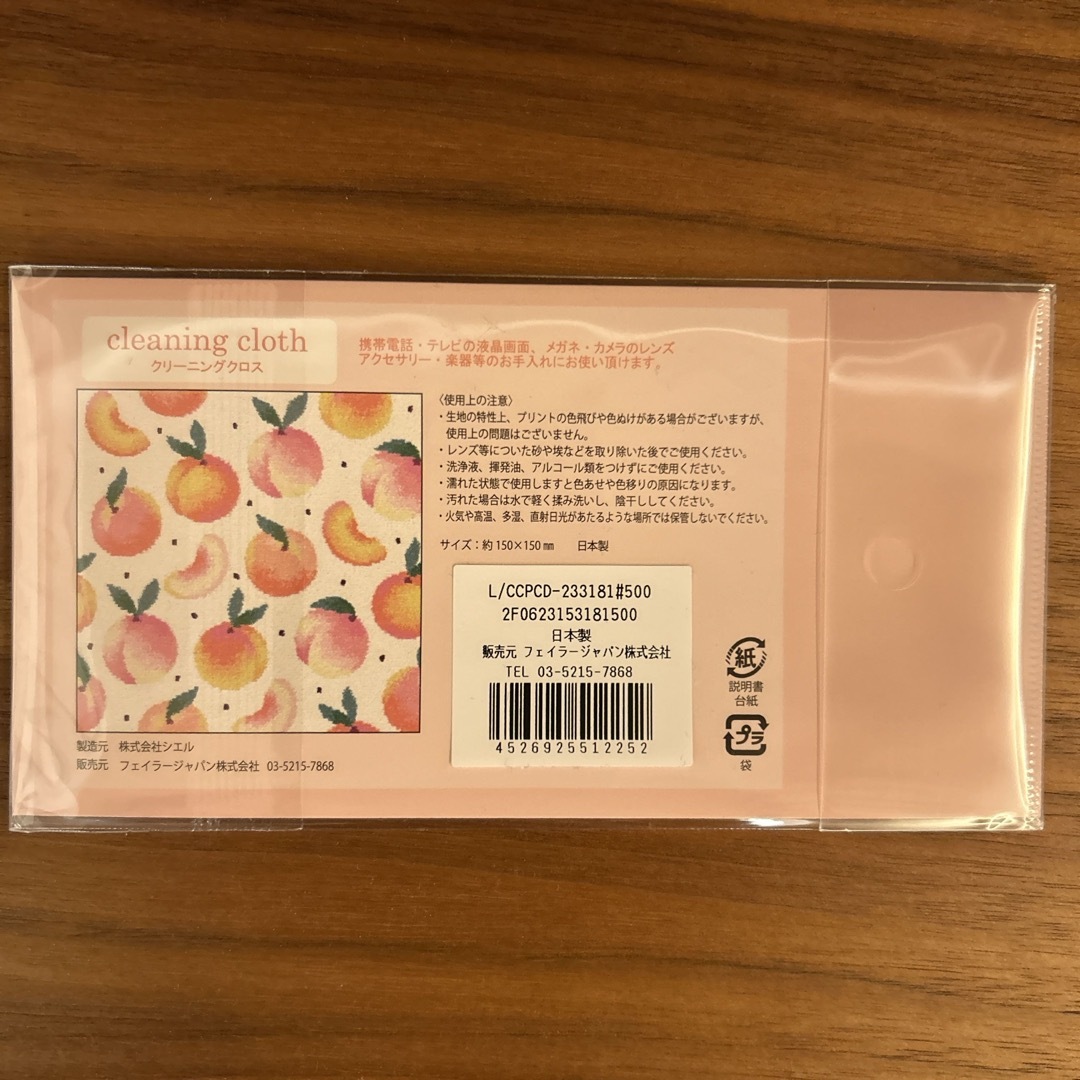 cleaning cloth
クリーニングクロス
携帯電話・テレビの液晶画面、メガネ・カメラのレンズ
アクセサリー・楽器等のお手入れにお使い頂けます。
〈使用上の注意〉
・生地の特性上、プリントの色飛びや色ぬけがある場合がございますが、
使用上の問題はございません。
・レンズ等についた砂や埃などを取り除いた後でご使用ください。
・洗浄液、揮発油、アルコール類をつけずにご使用ください。
・濡れた状態で使用しますと色あせや色移りの原因になります。
・汚れた場合は水で軽く揉み洗いし、陰干ししてください。
・火気や高温、多湿、直射日光があたるような場所では保管しないでください。
サイズ：約150×150㎜ 日本製
L/CCPCD-233181#500
2F0623153181500
日本製
販売元 フェイラージャパン株式会社
TEL 03-5215-7868
4526925512252
紙
説明書
台紙
プラ
袋
製造元 株式会社シエル
販売元 フェイラージャパン株式会社 03-5215-7868